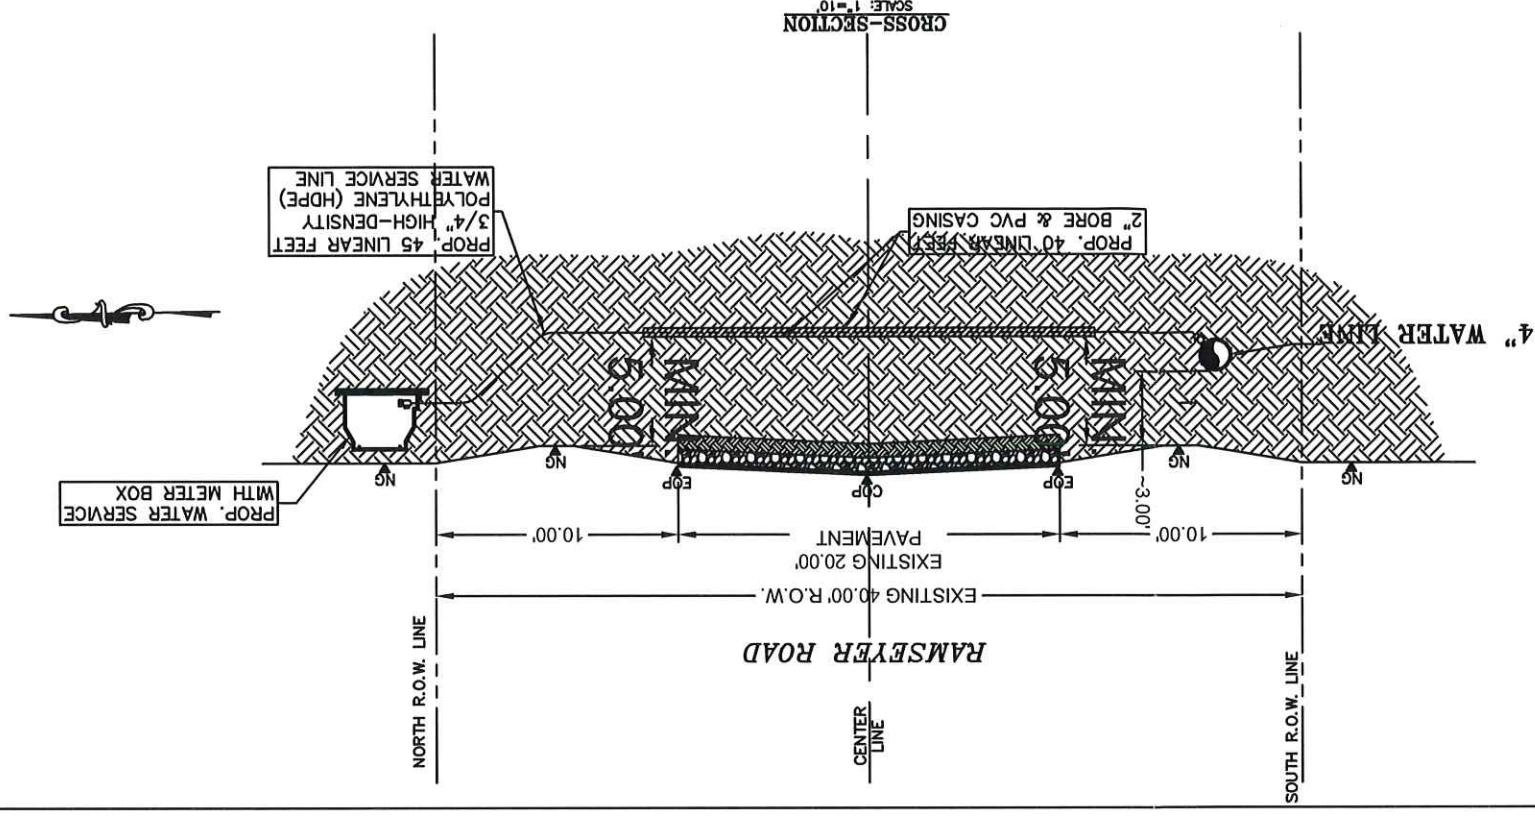 SOUTH R.O.W. LINE
CENTER
LINE
NORTH R.O.W. LINE
RAMSEYER ROAD
EXISTING 40.00' R.O.W.
EXISTING 20.00'
PAVEMENT
10.00'
10.00'
~3.00'
NG
NG
EOP
COP
EOP
NG
NG
PROP. WATER SERVICE
WITH METER BOX
MIN
5.00'
MIN
5.00'
4" WATER LINE
PROP. 40 LINEAR FEET
2" BORE & PVC CASING
PROP. 45 LINEAR FEET
3/4" HIGH-DENSITY
POLYETHYLENE (HDPE)
WATER SERVICE LINE
CROSS-SECTION
SCALE: 1"=10'